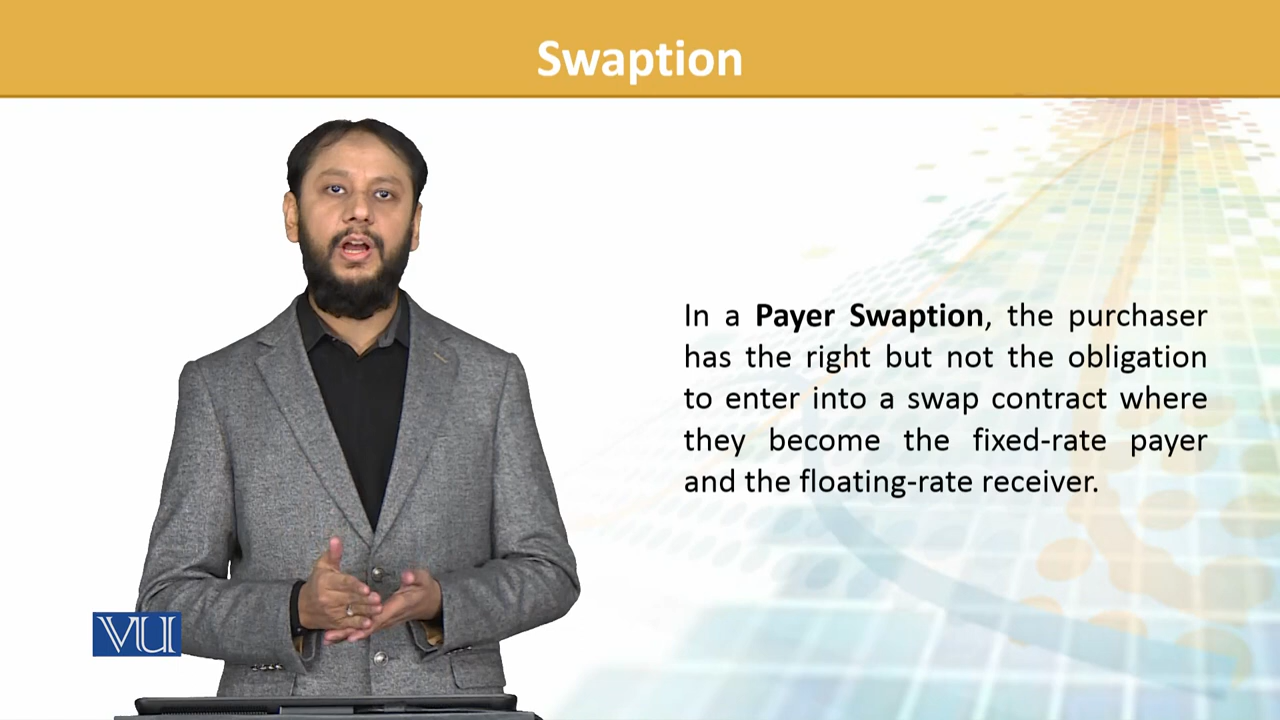 Swaption
In a Payer Swaption, the purchaser
has the right but not the obligation
to enter into a swap contract where
they become the fixed-rate payer
and the floating-rate receiver.
VU